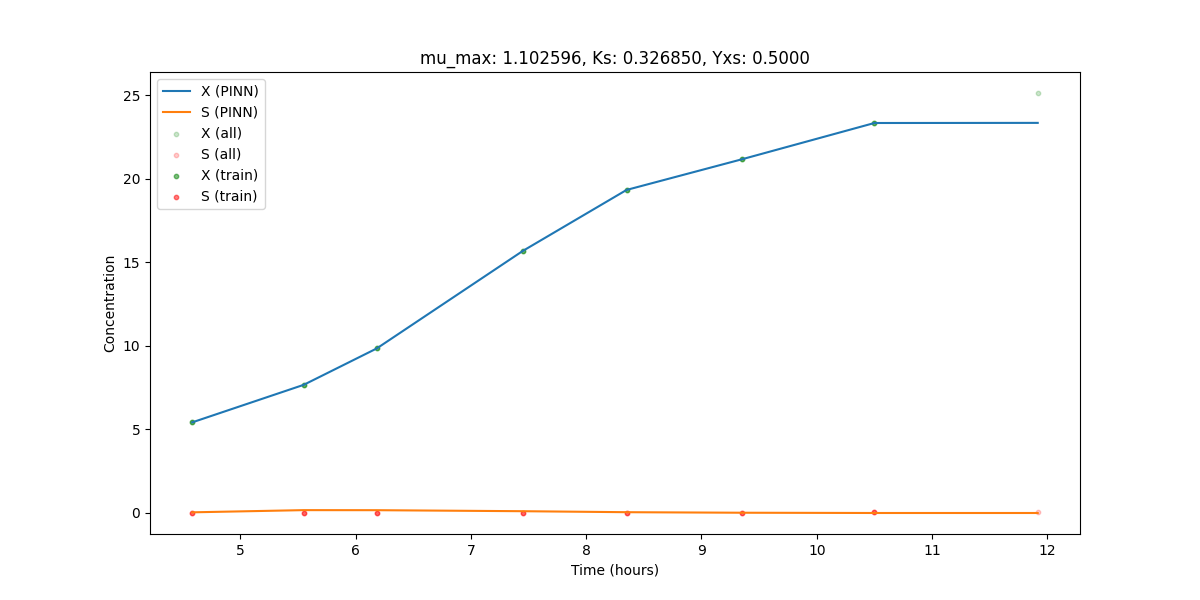 mu_max: 1.102596, Ks: 0.326850, Yxs: 0.5000
25
20
15
10
5
0
Concentration
X (PINN)
S (PINN)
X (all)
S (all)
X (train)
S (train)
5 6 7 8 9 10 11 12
Time (hours)